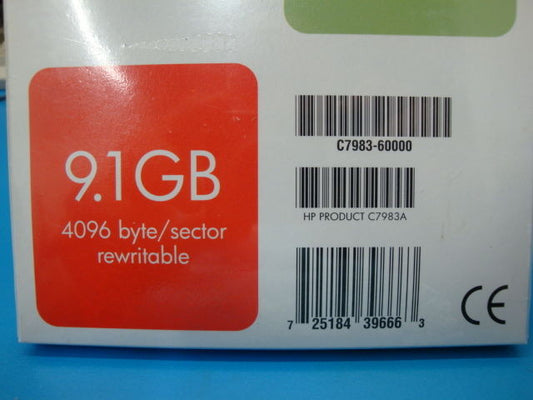 9.1GB
4096 byte/sector
rewritable
C7983-60000
HP PRODUCT C7983A
7 25184 39666 3
CE